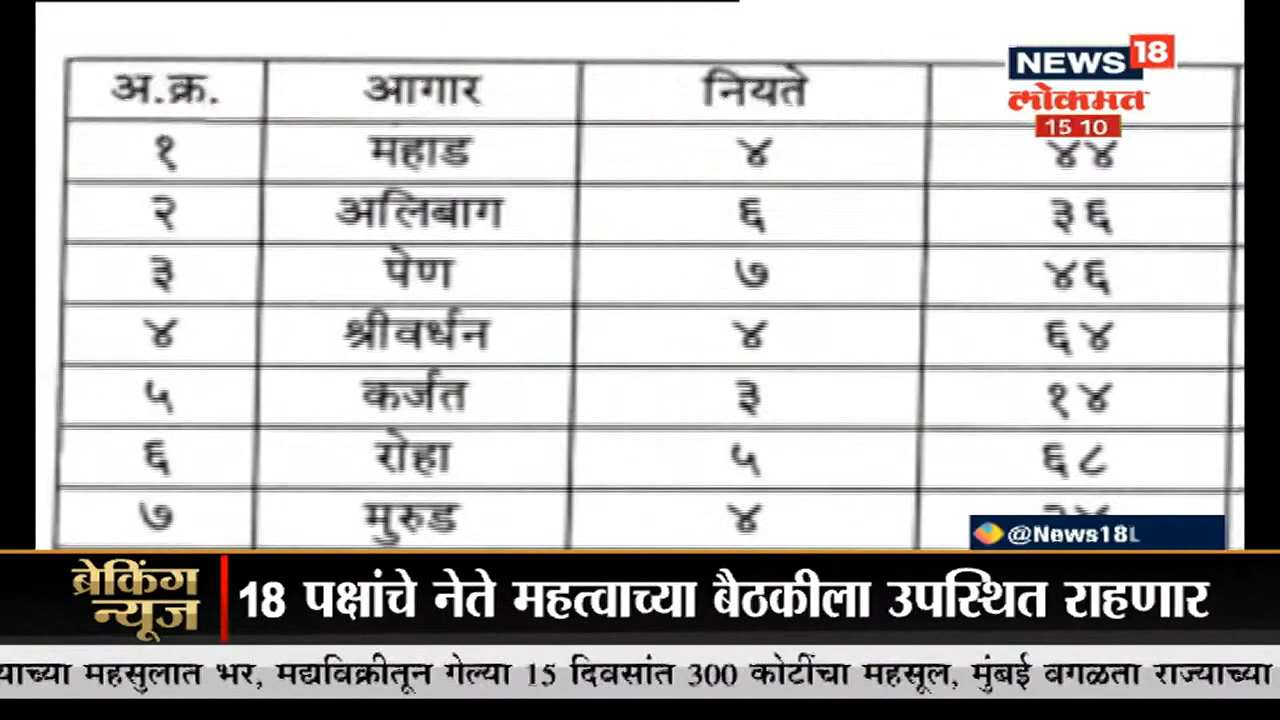 NEWS 18
लोकमत
15 10
अ.क्र. आगार नियते
१ महाड ४ ४४
२ अलिबाग ६ ३६
३ पेण ७ ४६
४ श्रीवर्धन ४ ६४
५ कर्जत ३ १४
६ रोहा ५ ६८
७ मुरुड ४
@News18L
ब्रेकिंग न्यूज
18 पक्षांचे नेते महत्वाच्या बैठकीला उपस्थित राहणार
याच्या महसुलात भर, मद्यविक्रीतून गेल्या 15 दिवसांत 300 कोटींचा महसूल, मुंबई वगळता राज्याच्या